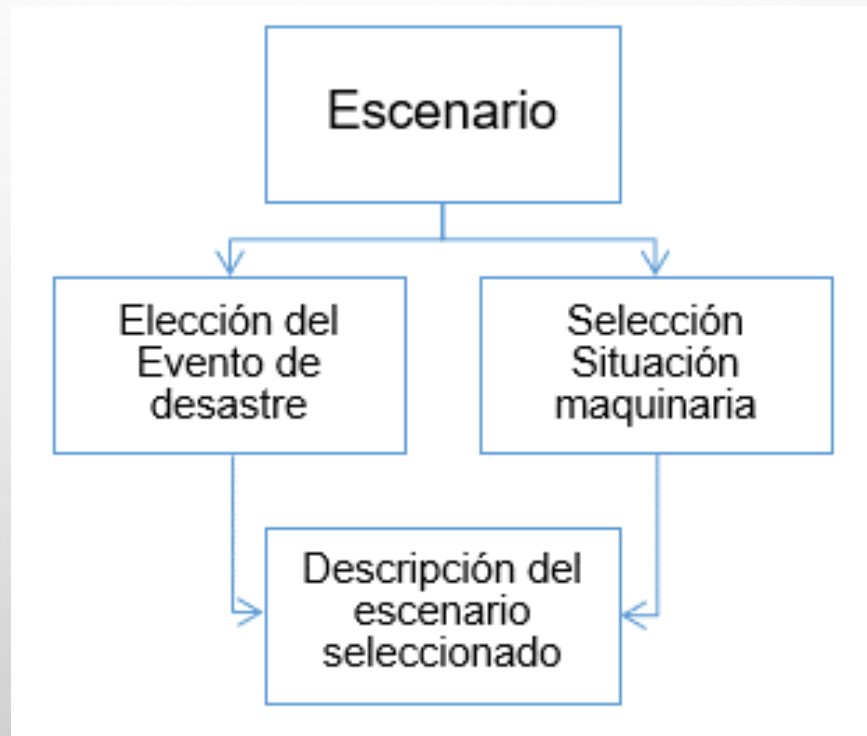 Escenario
Elección del
Evento de
desastre
Selección
Situación
maquinaria
Descripción del
escenario
seleccionado